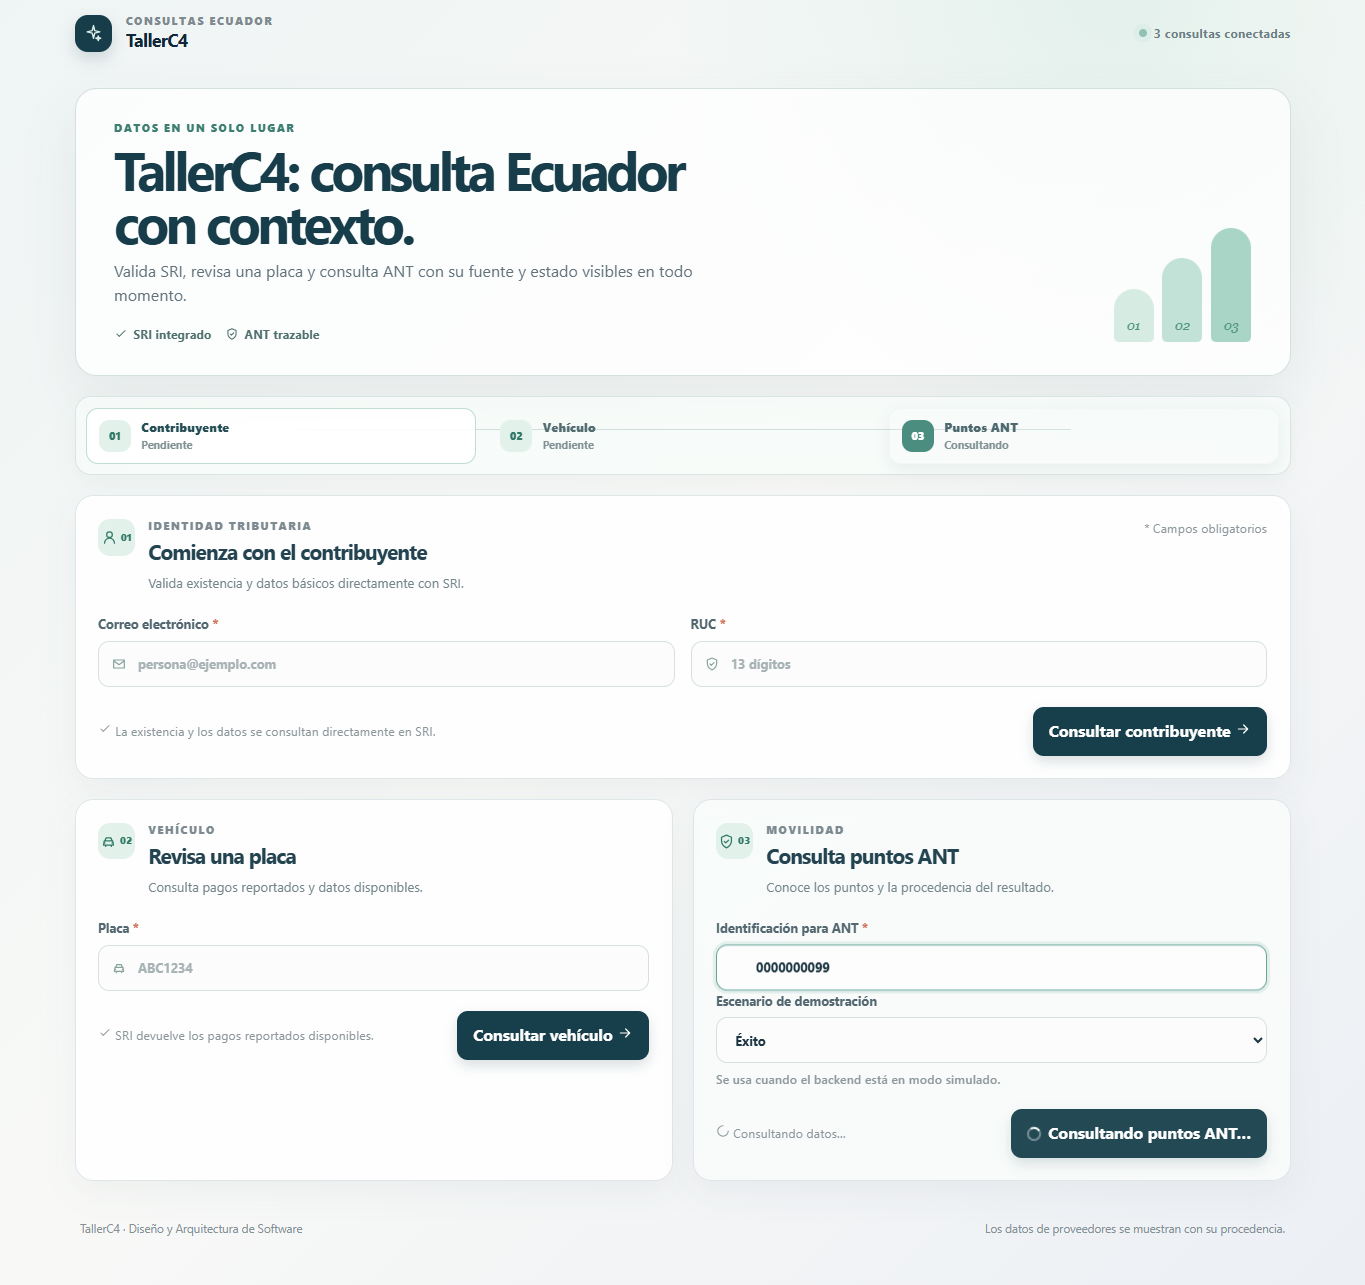 CONSULTAS ECUADOR
TallerC4
3 consultas conectadas
DATOS EN UN SOLO LUGAR
TallerC4: consulta Ecuador
con contexto.
Valida SRI, revisa una placa y consulta ANT con su fuente y estado visibles en todo
momento.
SRI integrado
ANT trazable
01
02
03
01
Contribuyente
Pendiente
02
Vehículo
Pendiente
03
Puntos ANT
Consultando
01
IDENTIDAD TRIBUTARIA
Comienza con el contribuyente
Valida existencia y datos básicos directamente con SRI.
* Campos obligatorios
Correo electrónico *
persona@ejemplo.com
RUC *
13 dígitos
La existencia y los datos se consultan directamente en SRI.
Consultar contribuyente
02
VEHÍCULO
Revisa una placa
Consulta pagos reportados y datos disponibles.
Placa *
ABC1234
SRI devuelve los pagos reportados disponibles.
Consultar vehículo
03
MOVILIDAD
Consulta puntos ANT
Conoce los puntos y la procedencia del resultado.
Identificación para ANT *
0000000099
Escenario de demostración
Éxito
Se usa cuando el backend está en modo simulado.
Consultando datos...
Consultando puntos ANT...
TallerC4 · Diseño y Arquitectura de Software
Los datos de proveedores se muestran con su procedencia.